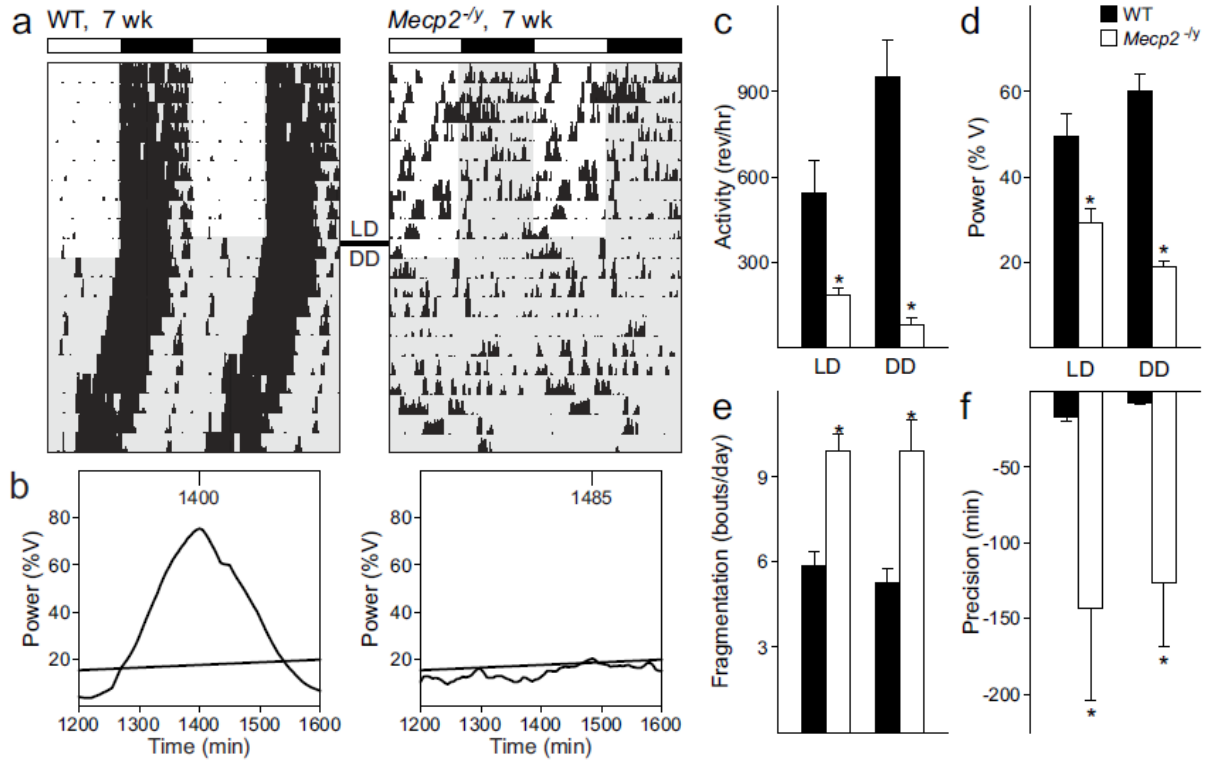 a
WT, 7 wk
Mecp2-/y, 7 wk
LD
DD
b
1400
80
60
40
20
Power (%V)
1200 1300 1400 1500 1600
Time (min)
1485
80
60
40
20
Power (%V)
1200 1300 1400 1500 1600
Time (min)
c
900
600
300
Activity (rev/hr)
*
*
LD DD
d
WT
Mecp2 -/y
60
40
20
Power (% V)
*
*
LD DD
e
9
6
3
Fragmentation (bouts/day)
*
*
f
-50
-100
-150
-200
Precision (min)
*
*